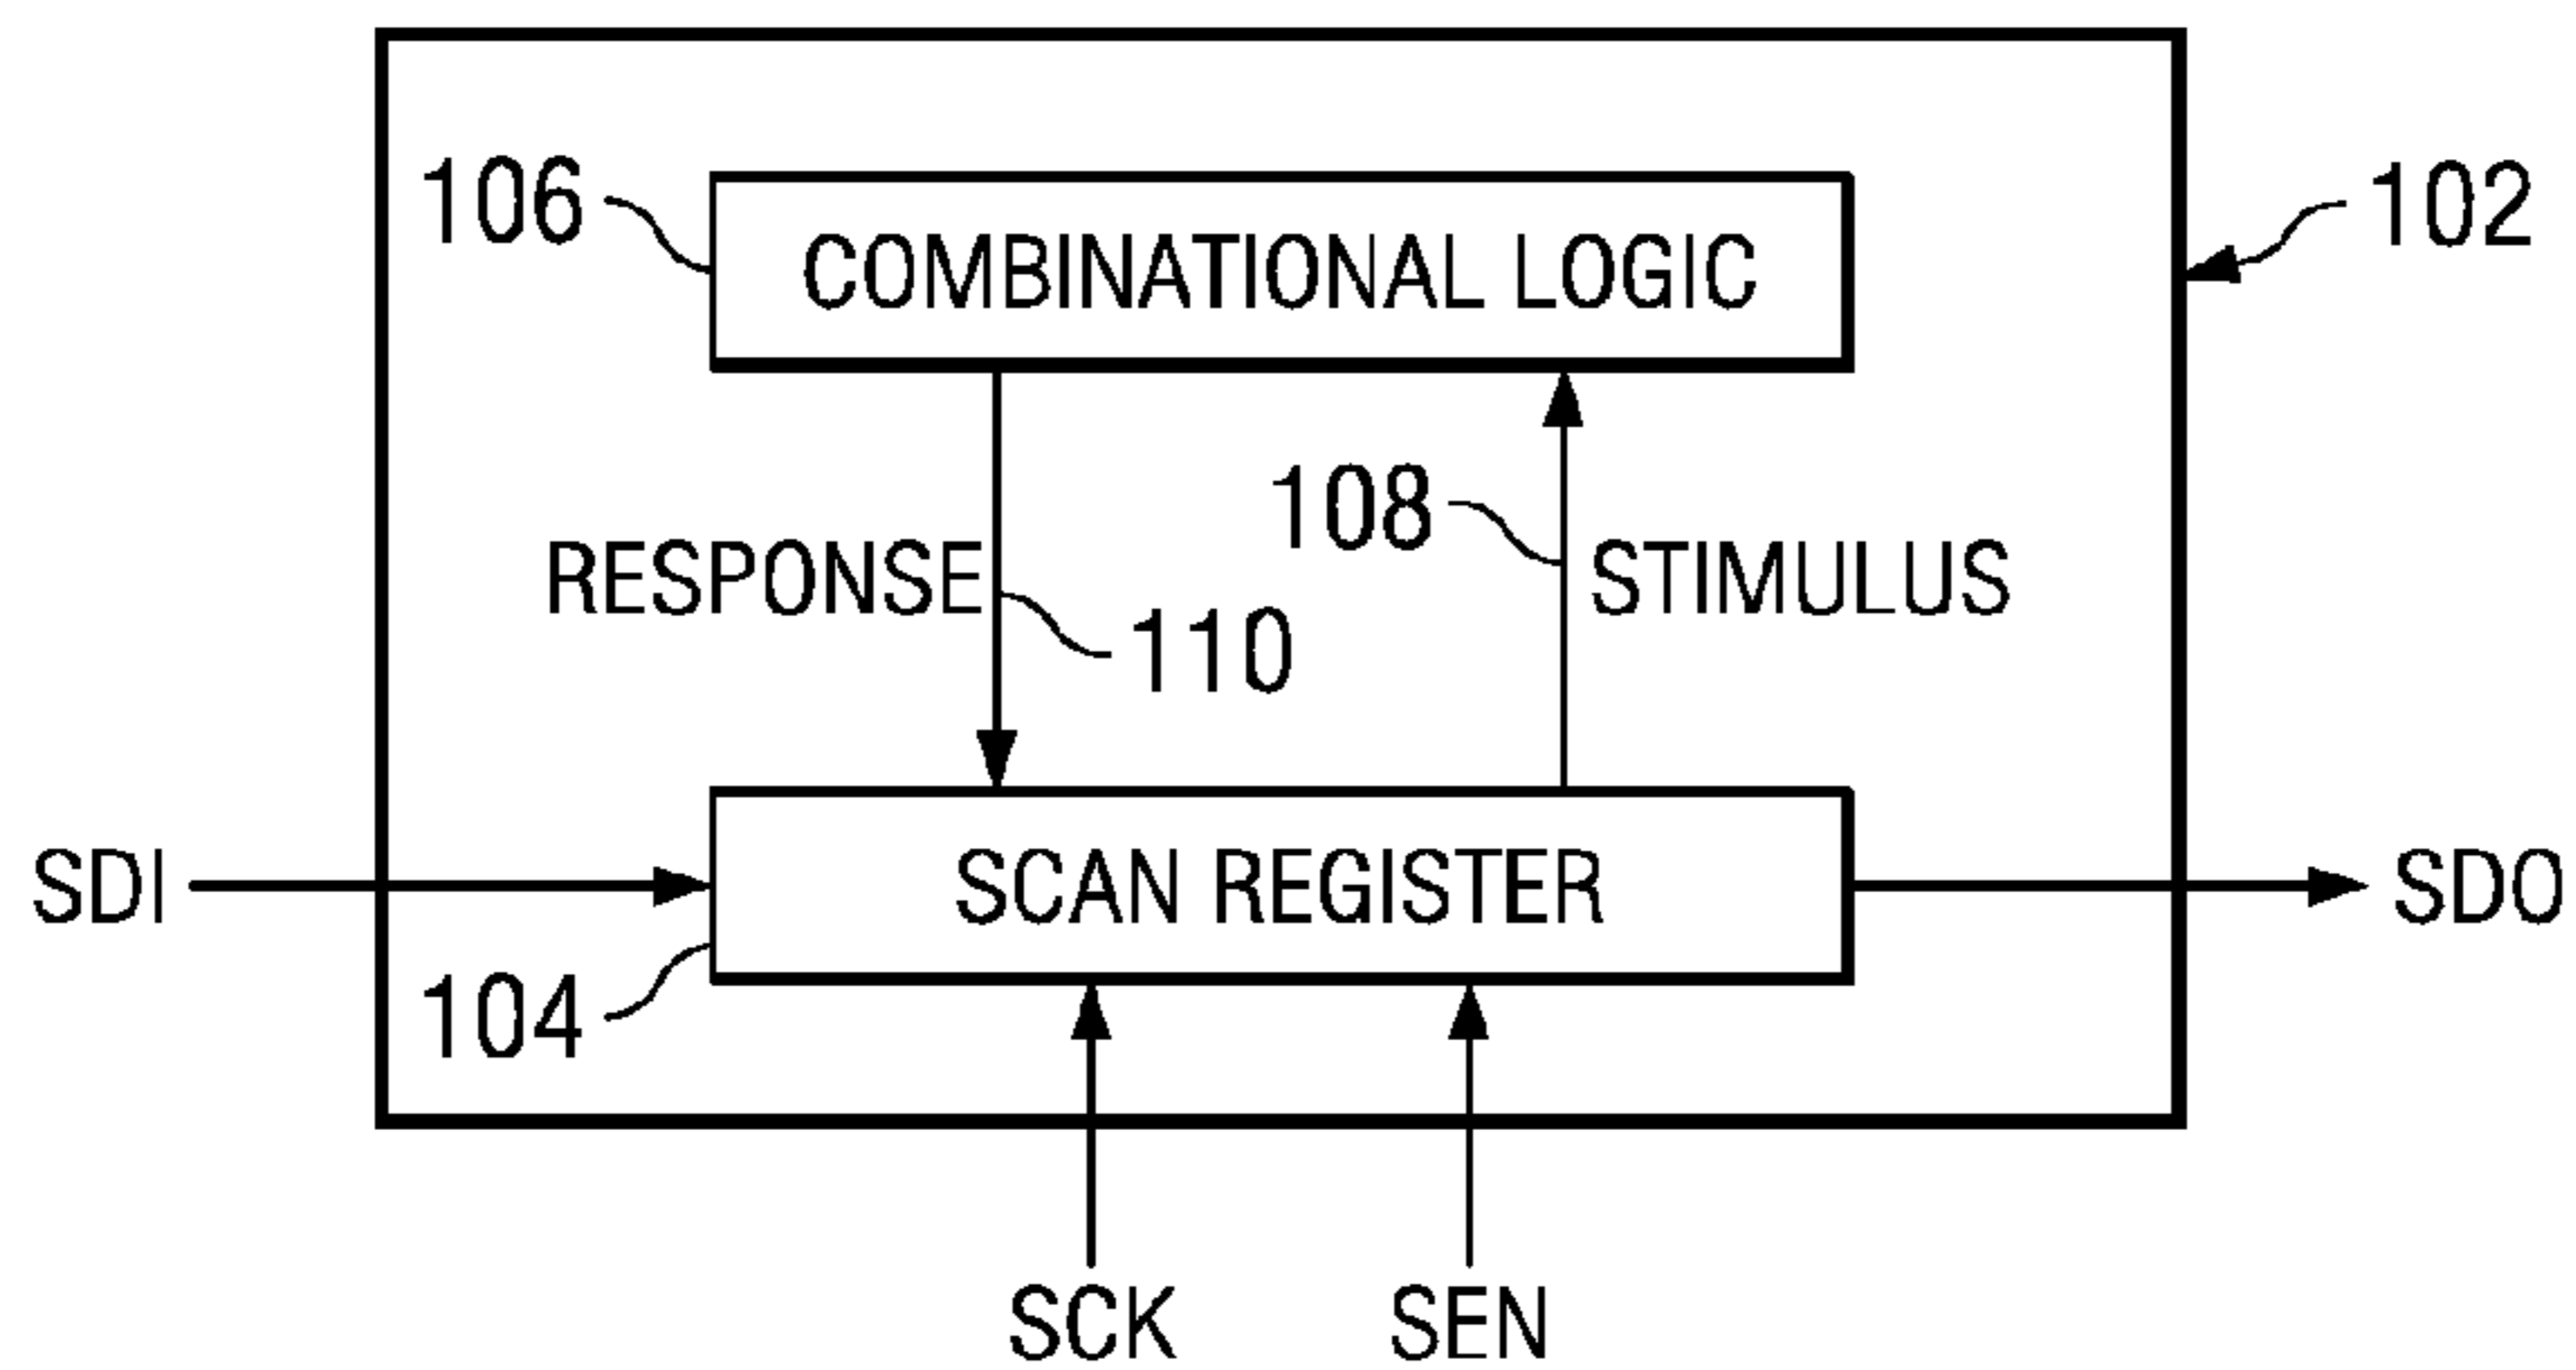 106
COMBINATIONAL LOGIC
102
108
RESPONSE
STIMULUS
110
SDI
SCAN REGISTER
SDO
104
SCK
SEN